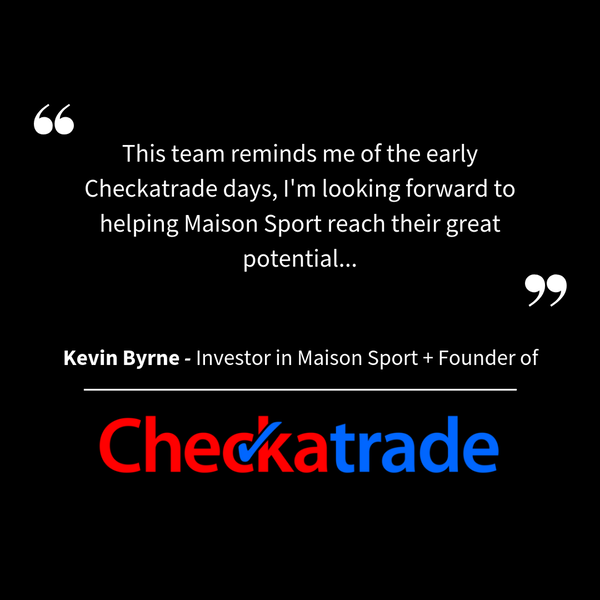 “
This team reminds me of the early
Checkatrade days, I'm looking forward to
helping Maison Sport reach their great
potential...
”
Kevin Byrne - Investor in Maison Sport + Founder of
Checkatrade